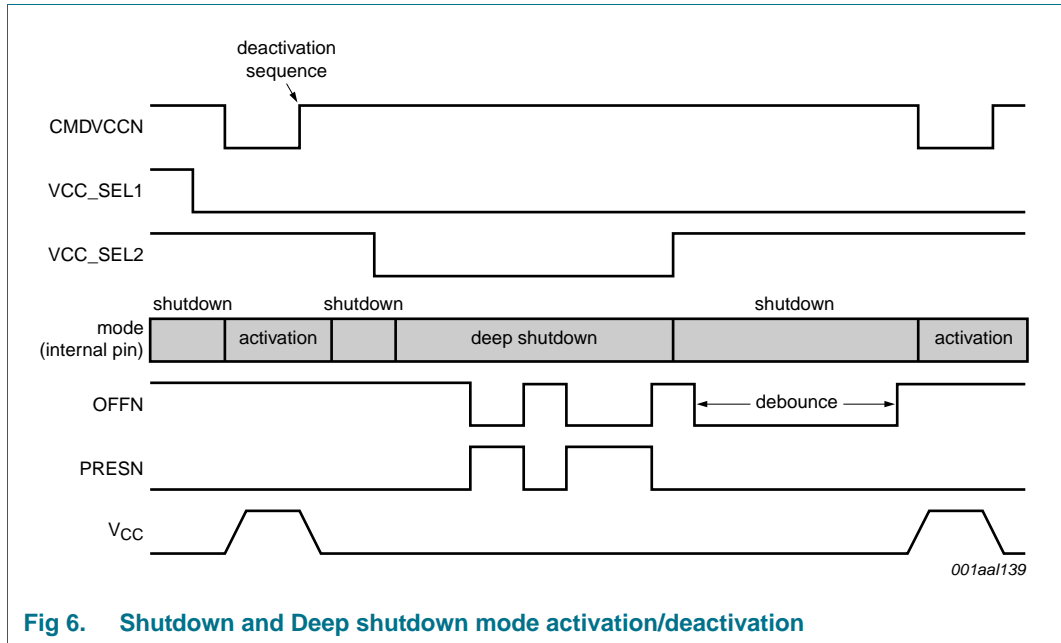 deactivation
sequence
CMDVCCN
VCC_SEL1
VCC_SEL2
shutdown
shutdown
shutdown
mode
(internal pin)
activation
deep shutdown
activation
OFFN
debounce
PRESN
VCC
001aal139
Fig 6. Shutdown and Deep shutdown mode activation/deactivation